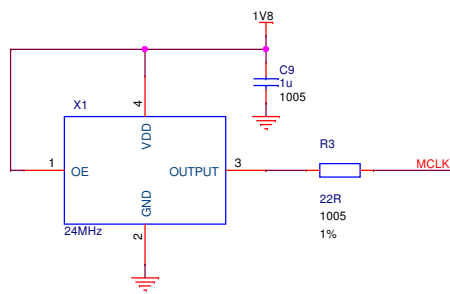 1V8
C9
1u
1005
X1
4
VDD
1
OE
OUTPUT
3
GND
2
24MHz
R3
MCLK
22R
1005
1%